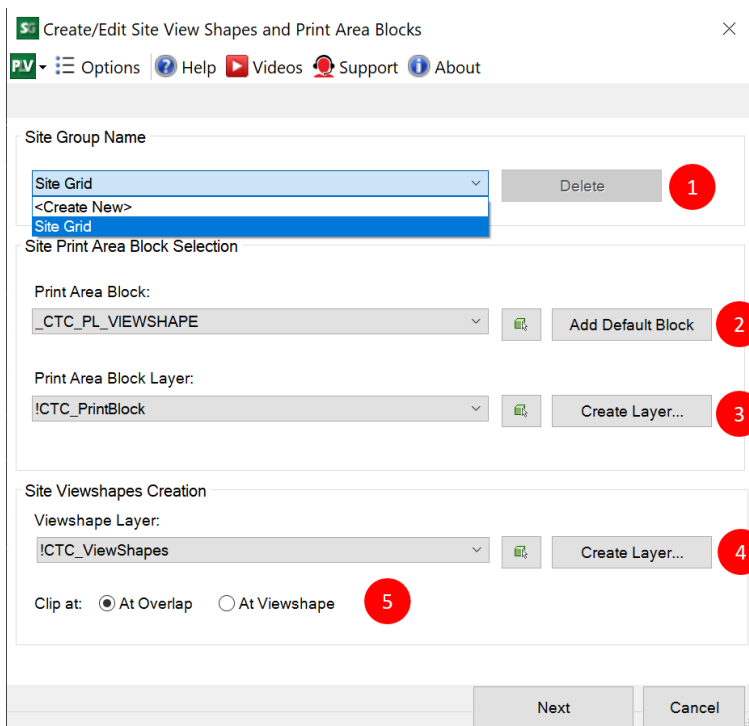 SG Create/Edit Site View Shapes and Print Area Blocks
PLV Options Help Videos Support About
Site Group Name
Site Grid Delete 1
<Create New>
Site Grid
Site Print Area Block Selection
Print Area Block:
_CTC_PL_VIEWSHAPE Add Default Block 2
Print Area Block Layer:
!CTC_PrintBlock Create Layer... 3
Site Viewshapes Creation
Viewshape Layer:
!CTC_ViewShapes Create Layer... 4
Clip at: At Overlap At Viewshape 5
Next Cancel